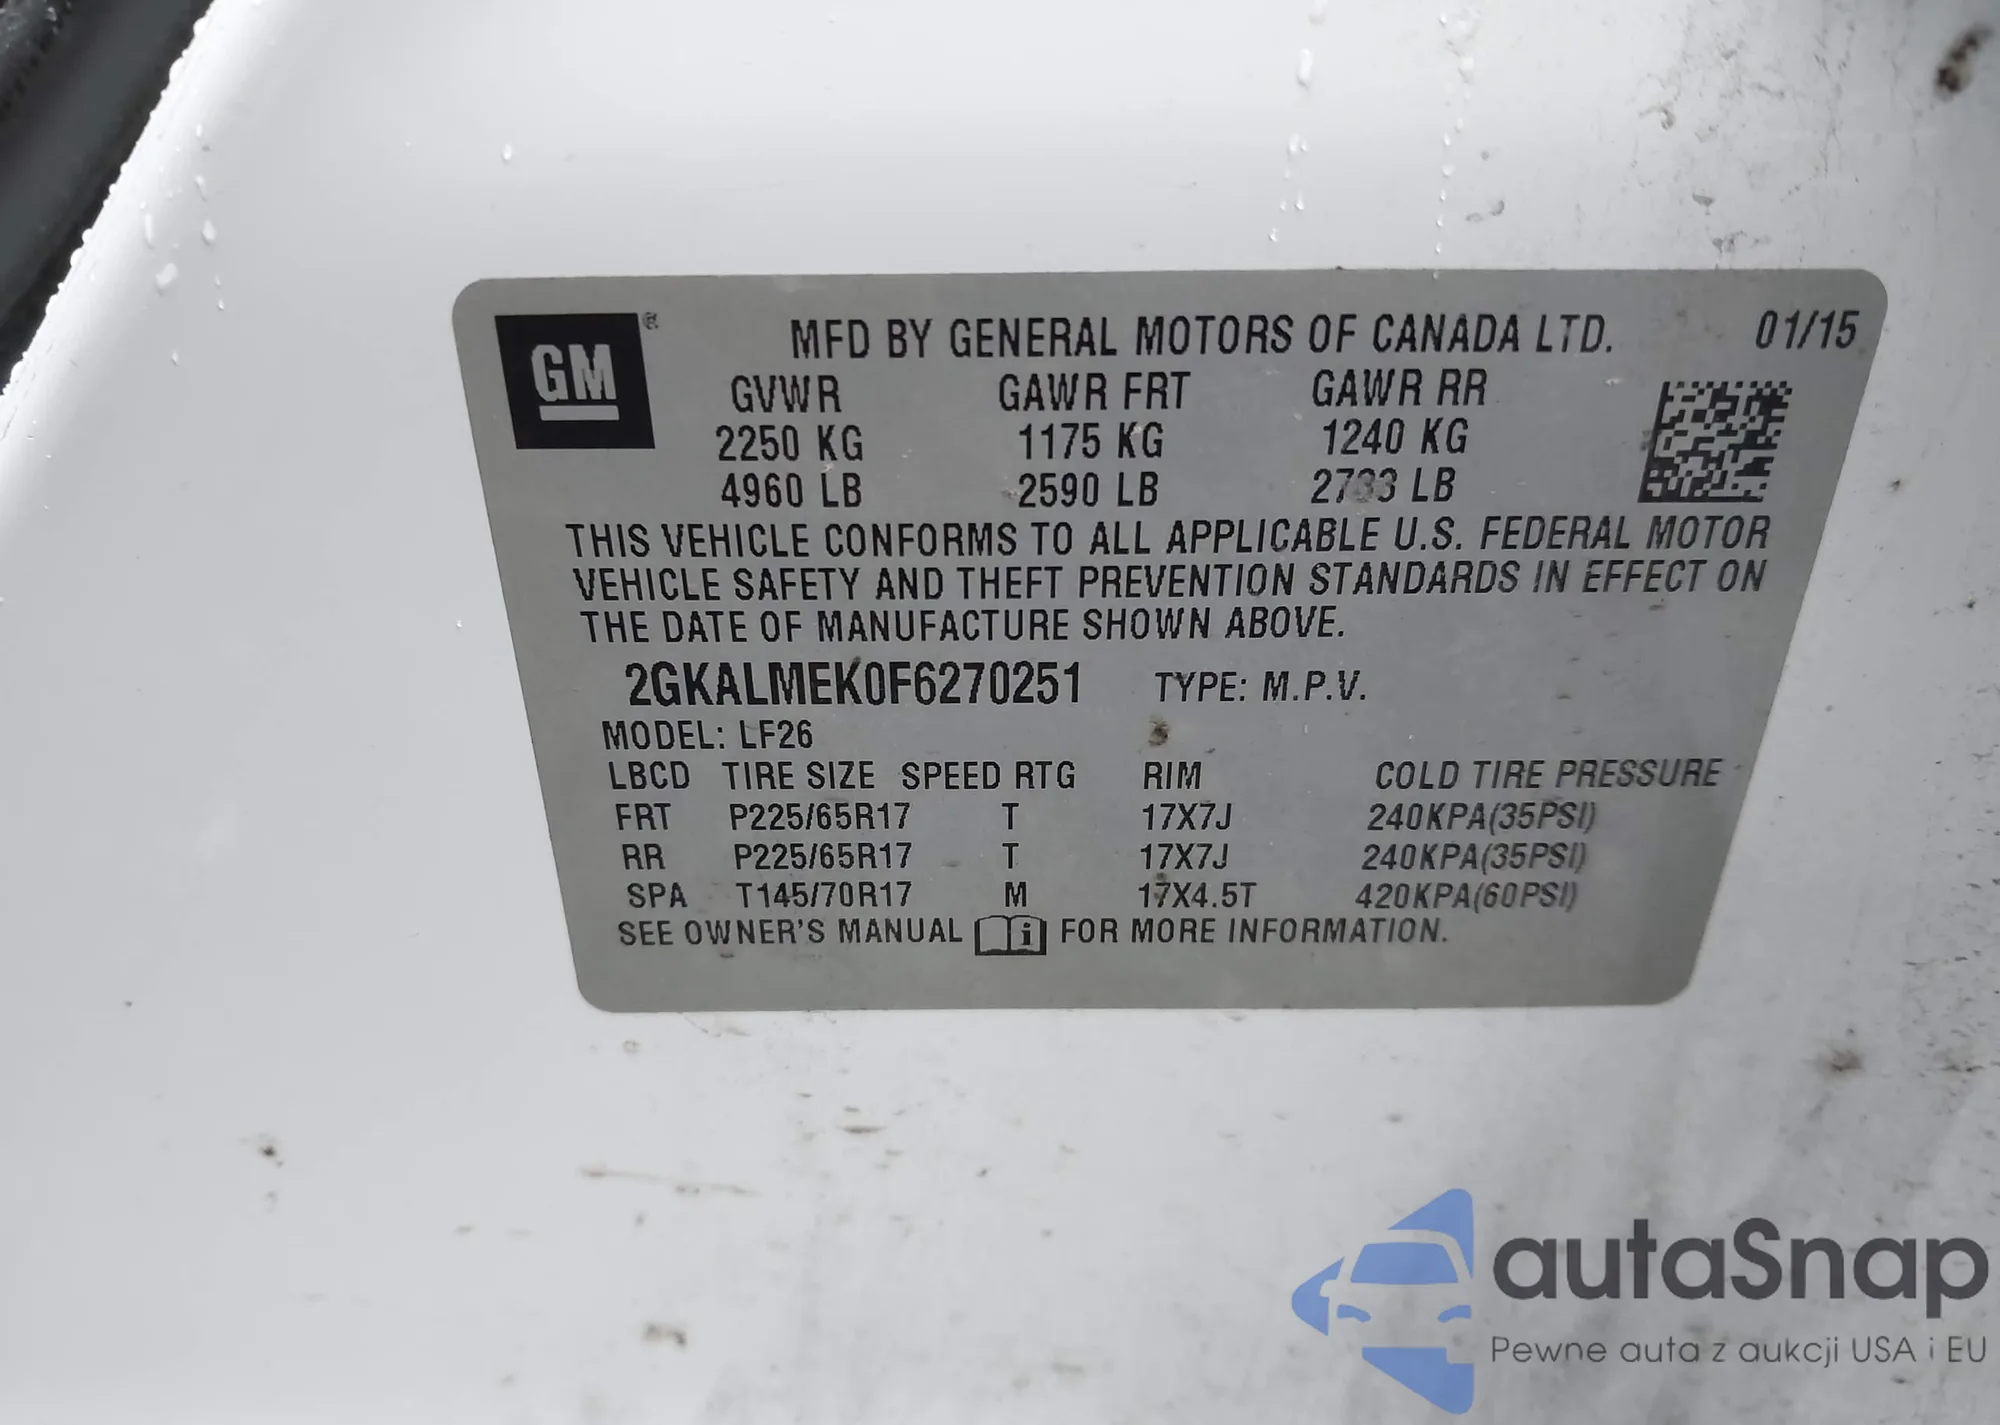 GM ® MFD BY GENERAL MOTORS OF CANADA LTD. 01/15
GVWR GAWR FRT GAWR RR
2250 KG 1175 KG 1240 KG
4960 LB 2590 LB 2733 LB
THIS VEHICLE CONFORMS TO ALL APPLICABLE U.S. FEDERAL MOTOR
VEHICLE SAFETY AND THEFT PREVENTION STANDARDS IN EFFECT ON
THE DATE OF MANUFACTURE SHOWN ABOVE.
2GKALMEK0F6270251 TYPE: M.P.V.
MODEL: LF26
LBCD TIRE SIZE SPEED RTG RIM COLD TIRE PRESSURE
FRT P225/65R17 T 17X7J 240KPA(35PSI)
RR P225/65R17 T 17X7J 240KPA(35PSI)
SPA T145/70R17 M 17X4.5T 420KPA(60PSI)
SEE OWNER'S MANUAL i FOR MORE INFORMATION.
autaSnap
Pewne auta z aukcji USA i EU